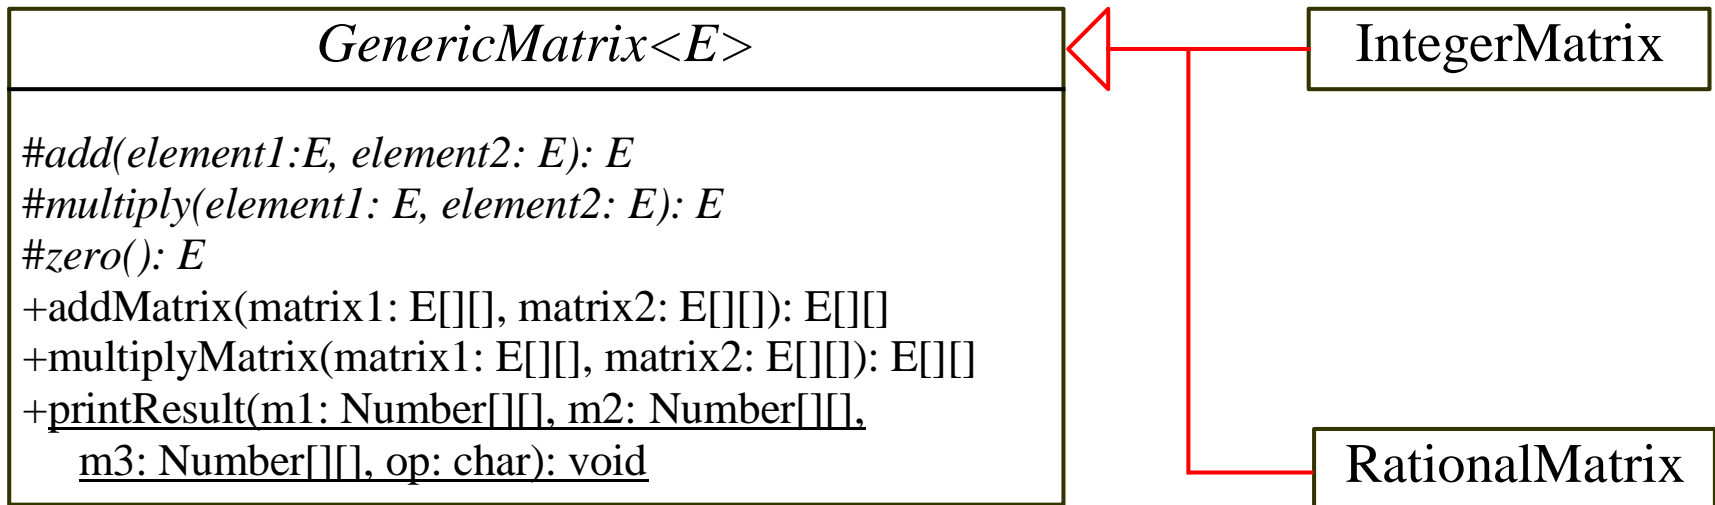 GenericMatrix<E>
#add(element1:E, element2: E): E
#multiply(element1: E, element2: E): E
#zero(): E
+addMatrix(matrix1: E[][], matrix2: E[][]): E[][]
+multiplyMatrix(matrix1: E[][], matrix2: E[][]): E[][]
+printResult(m1: Number[][], m2: Number[][],
m3: Number[][], op: char): void
IntegerMatrix
RationalMatrix